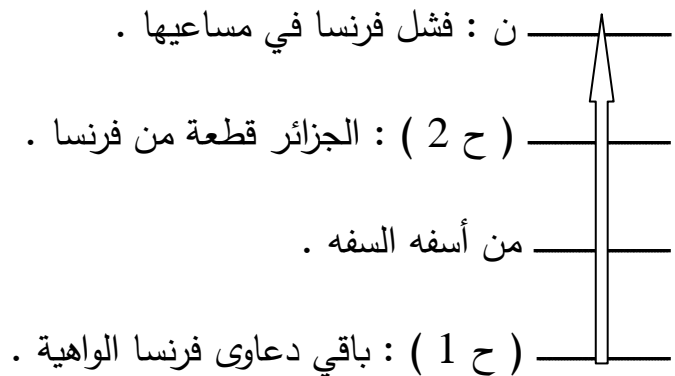 ن : فشل فرنسا في مساعيها .
( ح 2 ) : الجزائر قطعة من فرنسا .
من أسفه السفه .
( ح 1 ) : باقي دعاوى فرنسا الواهية .